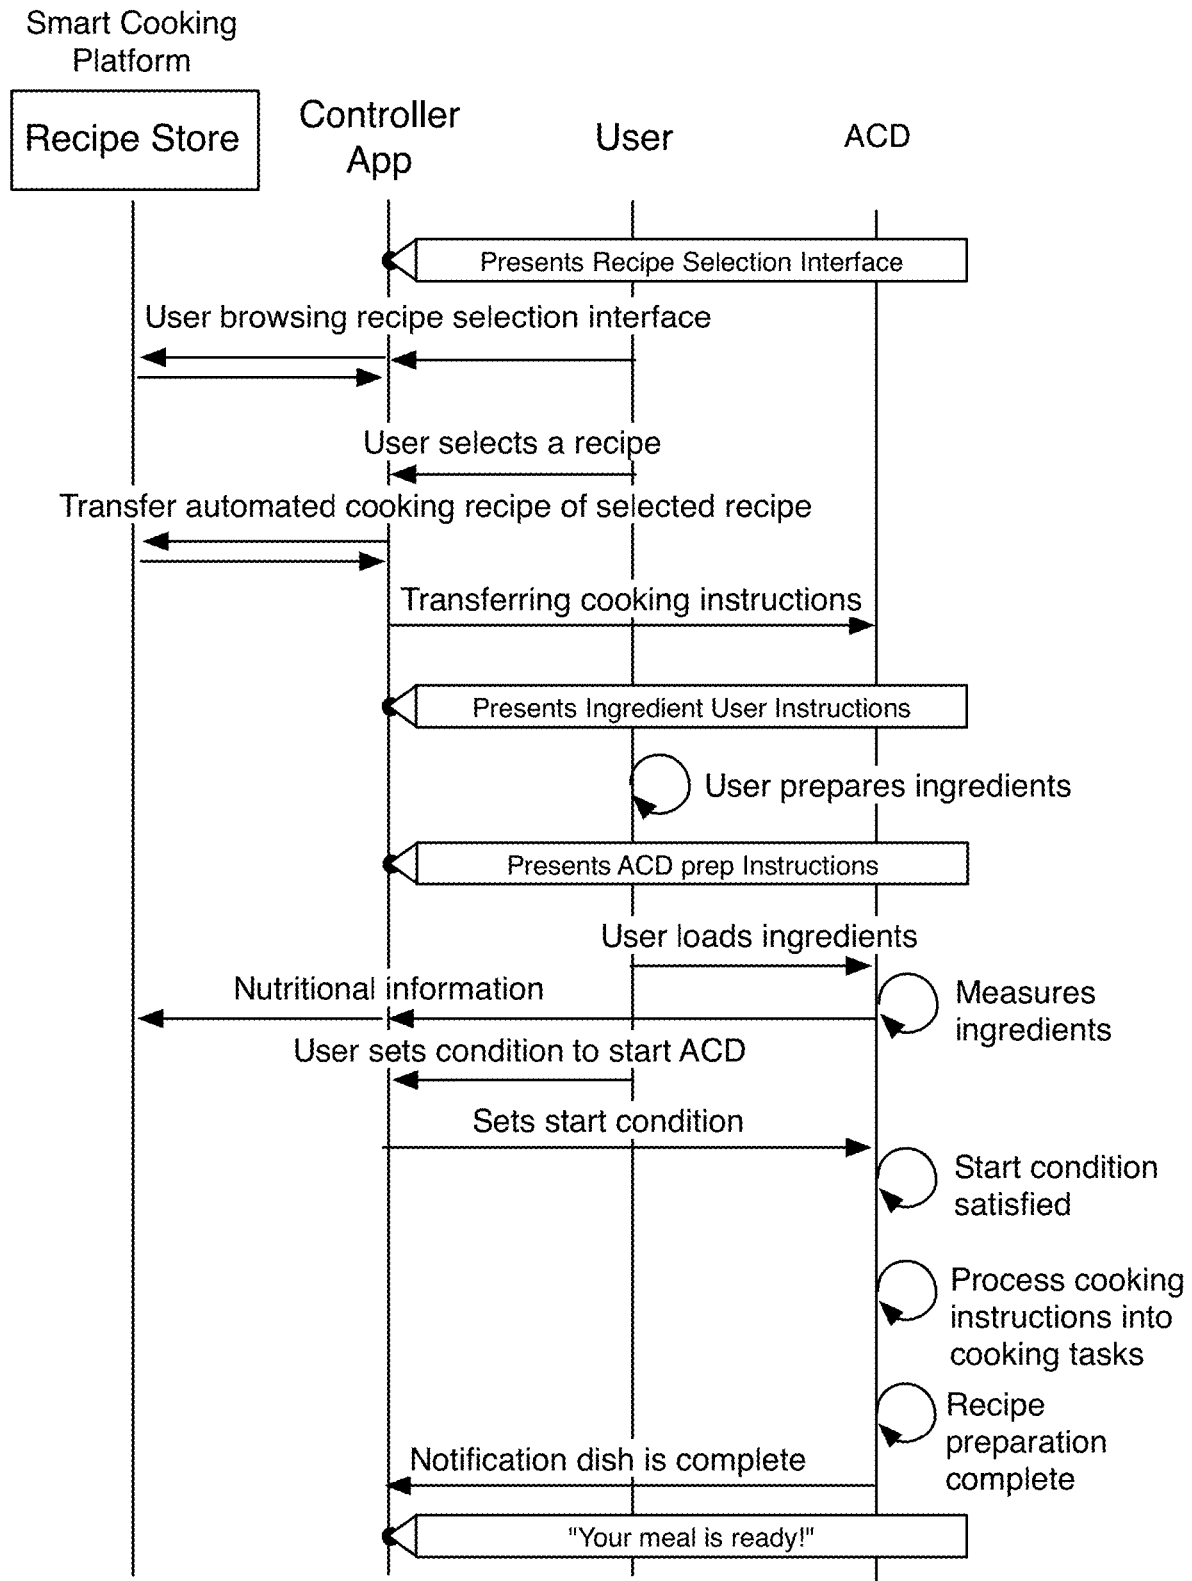 Smart Cooking
Platform
Recipe Store
Controller
App
User
ACD
Presents Recipe Selection Interface
User browsing recipe selection interface
User selects a recipe
Transfer automated cooking recipe of selected recipe
Transferring cooking instructions
Presents Ingredient User Instructions
User prepares ingredients
Presents ACD prep Instructions
User loads ingredients
Measures
ingredients
Nutritional information
User sets condition to start ACD
Sets start condition
Start condition
satisfied
Process cooking
instructions into
cooking tasks
Recipe
preparation
complete
Notification dish is complete
"Your meal is ready!"